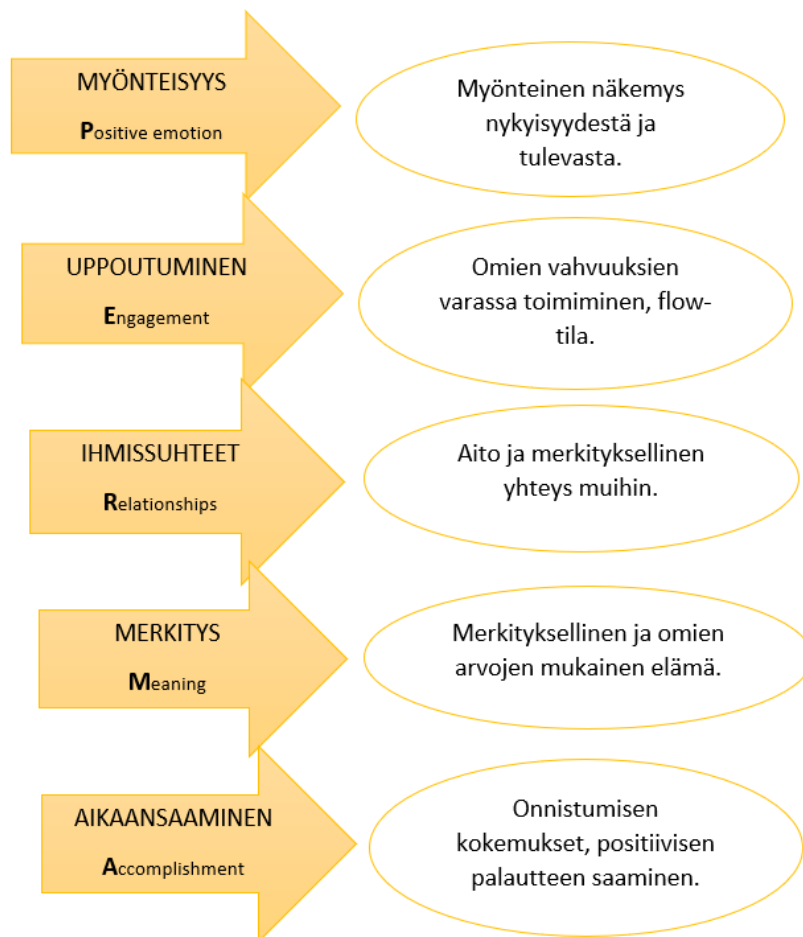 MYÖNTEISYYS
Positive emotion
Myönteinen näkemys
nykyisyydestä ja
tulevasta.
UPPOUTUMINEN
Engagement
Omien vahvuuksien
varassa toimiminen, flow-
tila.
IHMISSUHTEET
Relationships
Aito ja merkityksellinen
yhteys muihin.
MERKITYS
Meaning
Merkityksellinen ja omien
arvojen mukainen elämä.
AIKAANSAAMINEN
Accomplishment
Onnistumisen
kokemukset, positiivisen
palautteen saaminen.